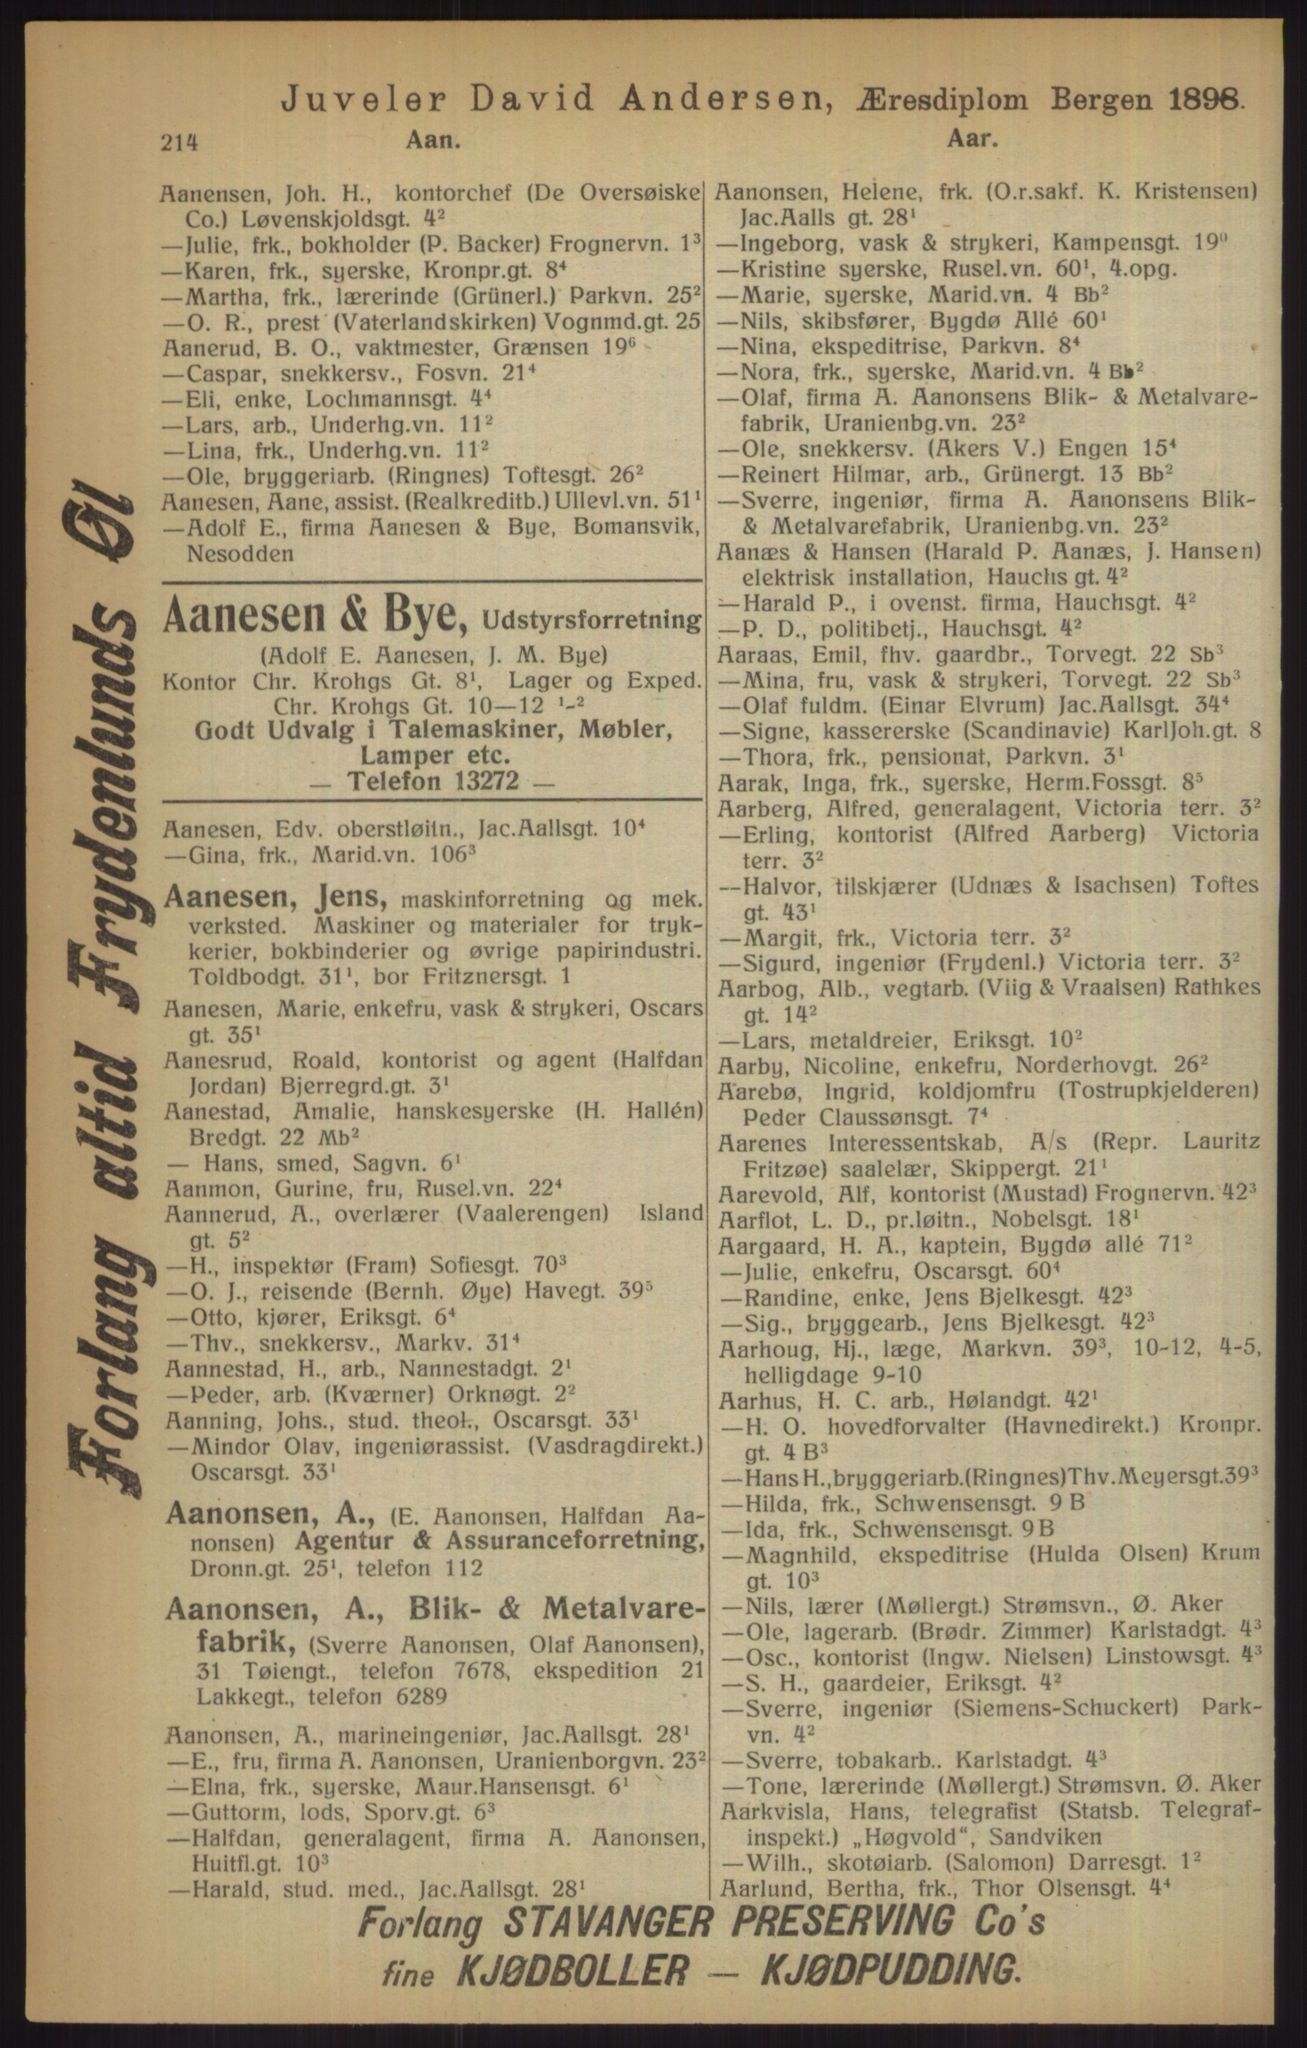 Juveler David Andersen, Æresdiplom Bergen 1898.
214
Aan.
Aar.
Forlang altid Frydenlunds Øl
Aanensen, Joh. H., kontorchef (De Oversøiske
Co.) Løvenskjoldsgt. 4²
—Julie, frk., bokholder (P. Backer) Frognervn. 1³
—Karen, frk., syerske, Kronpr.gt. 8⁴
—Martha, frk., lærerinde (Grünerl.) Parkvn. 25²
—O. R., prest (Vaterlandskirken) Vognmd.gt. 25
Aanerud, B. O., vaktmester, Grænsen 19⁶
—Caspar, snekkersv., Fosvn. 21⁴
—Eli, enke, Lochmannsgt. 4⁴
—Lars, arb., Underhg.vn. 11²
—Lina, frk., Underhg.vn. 11²
—Ole, bryggeriarb. (Ringnes) Toftesgt. 26²
Aanesen, Aane, assist. (Realkreditb.) Ullevl.vn. 51¹
—Adolf E., firma Aanesen & Bye, Bomansvik,
Nesodden
Aanesen & Bye, Udstyrsforretning
(Adolf E. Aanesen, J. M. Bye)
Kontor Chr. Krohgs Gt. 8¹, Lager og Exped.
Chr. Krohgs Gt. 10—12 ¹-²
Godt Udvalg i Talemaskiner, Møbler,
Lamper etc.
— Telefon 13272 —
Aanesen, Edv. oberstløitn., Jac.Aallsgt. 10⁴
—Gina, frk., Marid.vn. 106³
Aanesen, Jens, maskinforretning og mek.
verksted. Maskiner og materialer for tryk-
kerier, bokbinderier og øvrige papirindustri.
Toldbodgt. 31¹, bor Fritznersgt. 1
Aanesen, Marie, enkefru, vask & strykeri, Oscars
gt. 35¹
Aanesrud, Roald, kontorist og agent (Halfdan
Jordan) Bjerregrd.gt. 3¹
Aanestad, Amalie, hanskesyerske (H. Hallén)
Bredgt. 22 Mb²
— Hans, smed, Sagvn. 6¹
Aanmon, Gurine, fru, Rusel.vn. 22⁴
Aannerud, A., overlærer (Vaalerengen) Island
gt. 5²
—H., inspektør (Fram) Sofiesgt. 70³
—O. J., reisende (Bernh. Øye) Havegt. 39⁵
—Otto, kjører, Eriksgt. 6⁴
—Thv., snekkersv., Markv. 31⁴
Aannestad, H., arb., Nannestadgt. 2¹
—Peder, arb. (Kværner) Orknøgt. 2²
Aanning, Johs., stud. theol., Oscarsgt. 33¹
—Mindor Olav, ingeniørassist. (Vasdragdirekt.)
Oscarsgt. 33¹
Aanonsen, A., (E. Aanonsen, Halfdan Aa-
nonsen) Agentur & Assuranceforretning,
Dronn.gt. 25¹, telefon 112
Aanonsen, A., Blik- & Metalvare-
fabrik, (Sverre Aanonsen, Olaf Aanonsen),
31 Tøiengt., telefon 7678, ekspedition 21
Lakkegt., telefon 6289
Aanonsen, A., marineingeniør, Jac.Aallsgt. 28¹
—E., fru, firma A. Aanonsen, Uranienborgvn. 23²
—Elna, frk., syerske, Maur.Hansensgt. 6¹
—Guttorm, lods, Sporv.gt. 6³
—Halfdan, generalagent, firma A. Aanonsen,
Huitfl.gt. 10³
—Harald, stud. med., Jac.Aallsgt. 28¹
Aanonsen, Helene, frk. (O.r.sakf. K. Kristensen)
Jac.Aalls gt. 28¹
—Ingeborg, vask & strykeri, Kampensgt. 19⁰
—Kristine syerske, Rusel.vn. 60¹, 4.opg.
—Marie, syerske, Marid.vn. 4 Bb²
—Nils, skibsfører, Bygdø Allé 60¹
—Nina, ekspeditrise, Parkvn. 8⁴
—Nora, frk., syerske, Marid.vn. 4 Bb²
—Olaf, firma A. Aanonsens Blik- & Metalvare-
fabrik, Uranienbg.vn. 23²
—Ole, snekkersv. (Akers V.) Engen 15⁴
—Reinert Hilmar, arb., Grünergt. 13 Bb²
—Sverre, ingeniør, firma A. Aanonsens Blik-
& Metalvarefabrik, Uranienbg.vn. 23²
Aanæs & Hansen (Harald P. Aanæs, J. Hansen)
elektrisk installation, Hauchs gt. 4²
—Harald P., i ovenst. firma, Hauchsgt. 4²
—P. D., politibetj., Hauchsgt. 4²
Aaraas, Emil, fhv. gaardbr., Torvegt. 22 Sb³
—Mina, fru, vask & strykeri, Torvegt. 22 Sb³
—Olaf fuldm. (Einar Elvrum) Jac.Aallsgt. 34⁴
—Signe, kassererske (Scandinavie) KarlJoh.gt. 8
—Thora, frk., pensionat, Parkvn. 3¹
Aarak, Inga, frk., syerske, Herm.Fossgt. 8⁵
Aarberg, Alfred, generalagent, Victoria terr. 3²
—Erling, kontorist (Alfred Aarberg) Victoria
terr. 3²
—Halvor, tilskjærer (Udnæs & Isachsen) Toftes
gt. 43¹
—Margit, frk., Victoria terr. 3²
—Sigurd, ingeniør (Frydenl.) Victoria terr. 3²
Aarbog, Alb., vegtarb. (Viig & Vraalsen) Rathkes
gt. 14²
—Lars, metaldreier, Eriksgt. 10²
Aarby, Nicoline, enkefru, Norderhovgt. 26²
Aarebø, Ingrid, koldjomfru (Tostrupkjelderen)
Peder Claussønsgt. 7⁴
Aarenes Interessentskab, A/s (Repr. Lauritz
Fritzøe) saalelær, Skippergt. 21¹
Aarevold, Alf, kontorist (Mustad) Frognervn. 42³
Aarflot, L. D., pr.løitn., Nobelsgt. 18¹
Aargaard, H. A., kaptein, Bygdø allé 71²
—Julie, enkefru, Oscarsgt. 60⁴
—Randine, enke, Jens Bjelkesgt. 42³
—Sig., bryggearb., Jens Bjelkesgt. 42³
Aarhoug, Hj., læge, Markvn. 39³, 10-12, 4-5,
helligdage 9-10
Aarhus, H. C. arb., Hølandgt. 42¹
—H. O. hovedforvalter (Havnedirekt.) Kronpr.
gt. 4 B³
—Hans H., bryggeriarb.(Ringnes)Thv.Meyersgt.39³
—Hilda, frk., Schwensensgt. 9 B
—Ida, frk., Schwensensgt. 9 B
—Magnhild, ekspeditrise (Hulda Olsen) Krum
gt. 10³
—Nils, lærer (Møllergt.) Strømsvn., Ø. Aker
—Ole, lagerarb. (Brødr. Zimmer) Karlstadgt. 4³
—Osc., kontorist (Ingw. Nielsen) Linstowsgt. 4³
—S. H., gaardeier, Eriksgt. 4²
—Sverre, ingeniør (Siemens-Schuckert) Park-
vn. 4²
—Sverre, tobakarb.. Karlstadgt. 4³
—Tone, lærerinde (Møllergt.) Strømsvn. Ø. Aker
Aarkvisla, Hans, telegrafist (Statsb. Telegraf-
inspekt.) „Høgvold“, Sandviken
—Wilh., skotøiarb. (Salomon) Darresgt. 1²
Aarlund, Bertha, frk., Thor Olsensgt. 4⁴
Forlang STAVANGER PRESERVING Co's
fine KJØDBOLLER — KJØDPUDDING.